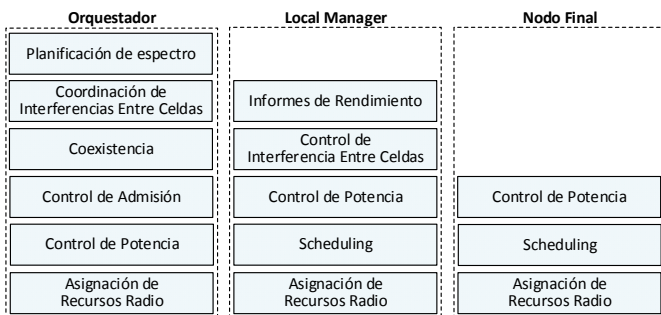 Orquestador
Planificación de espectro
Coordinación de
Interferencias Entre Celdas
Coexistencia
Control de Admisión
Control de Potencia
Asignación de
Recursos Radio
Local Manager
Informes de Rendimiento
Control de
Interferencia Entre Celdas
Control de Potencia
Scheduling
Asignación de
Recursos Radio
Nodo Final
Control de Potencia
Scheduling
Asignación de
Recursos Radio